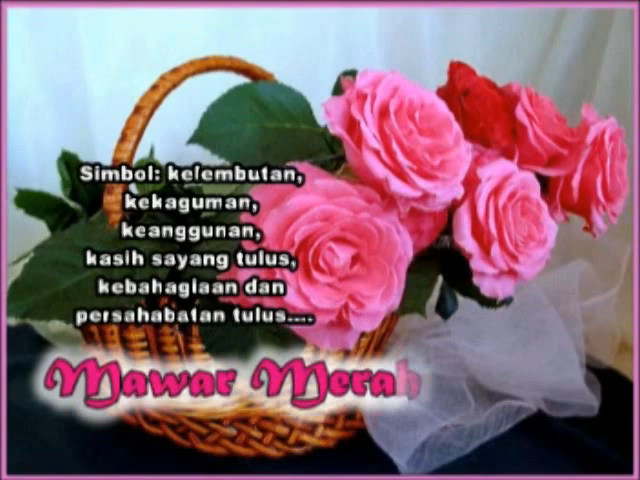 Simbol: kelembutan,
kekaguman,
keanggunan,
kasih sayang tulus,
kebahagiaan dan
persahabatan tulus....
Mawar Merah